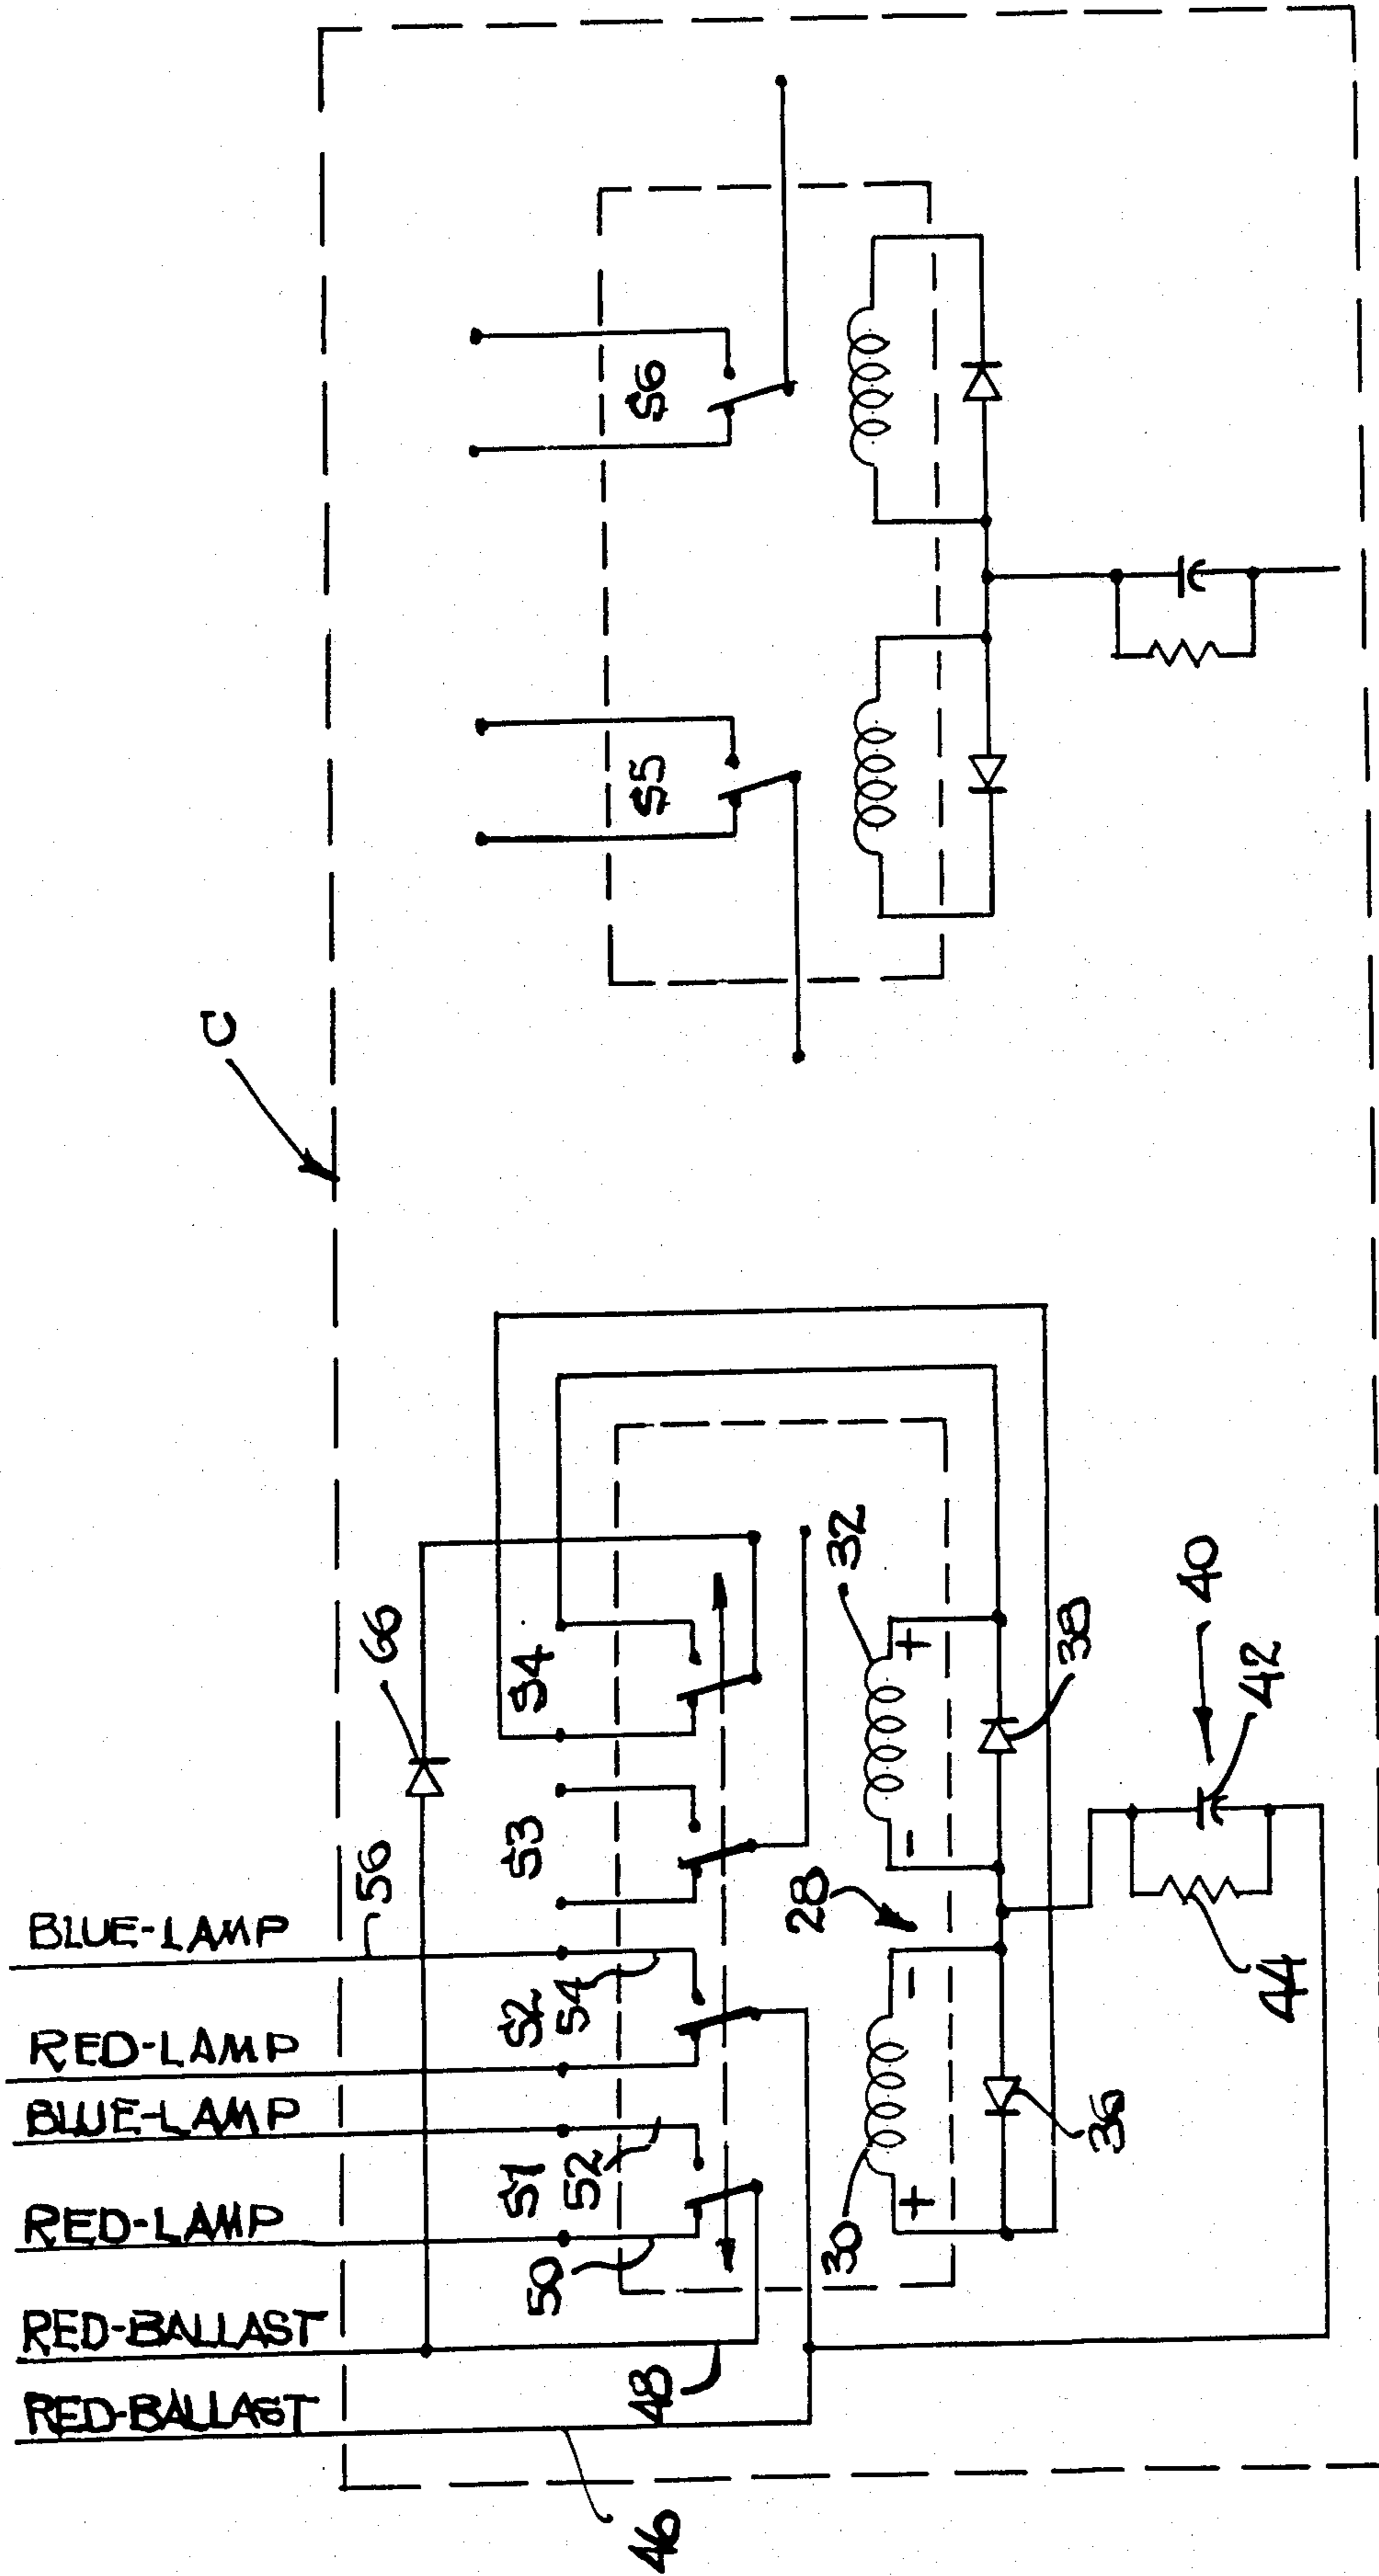 C
S6
S5
66
56
BLUE-LAMP
RED-LAMP
BLUE-LAMP
RED-LAMP
RED-BALLAST
RED-BALLAST
S4
S3
S2
54
S1
52
50
48
46
32
+
-
28
-
+
30
38
36
40
42
44